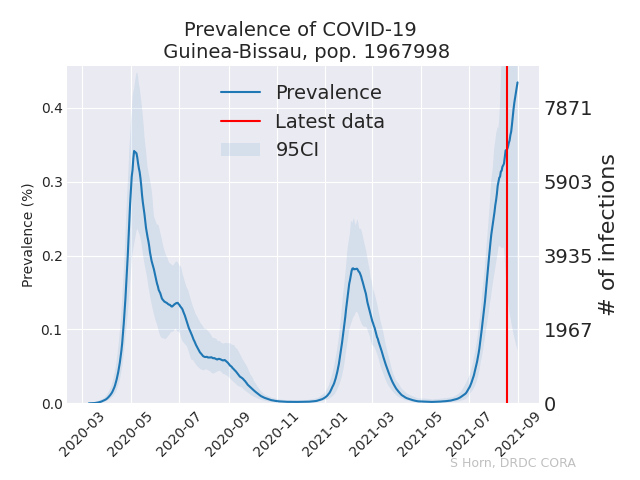 Prevalence of COVID-19
Guinea-Bissau, pop. 1967998
Prevalence
Latest data
95CI
Prevalence (%)
0.4
0.3
0.2
0.1
0.0
7871
5903
3935
1967
0
# of infections
2020-03
2020-05
2020-07
2020-09
2020-11
2021-01
2021-03
2021-05
2021-07
2021-09
S Horn, DRDC CORA